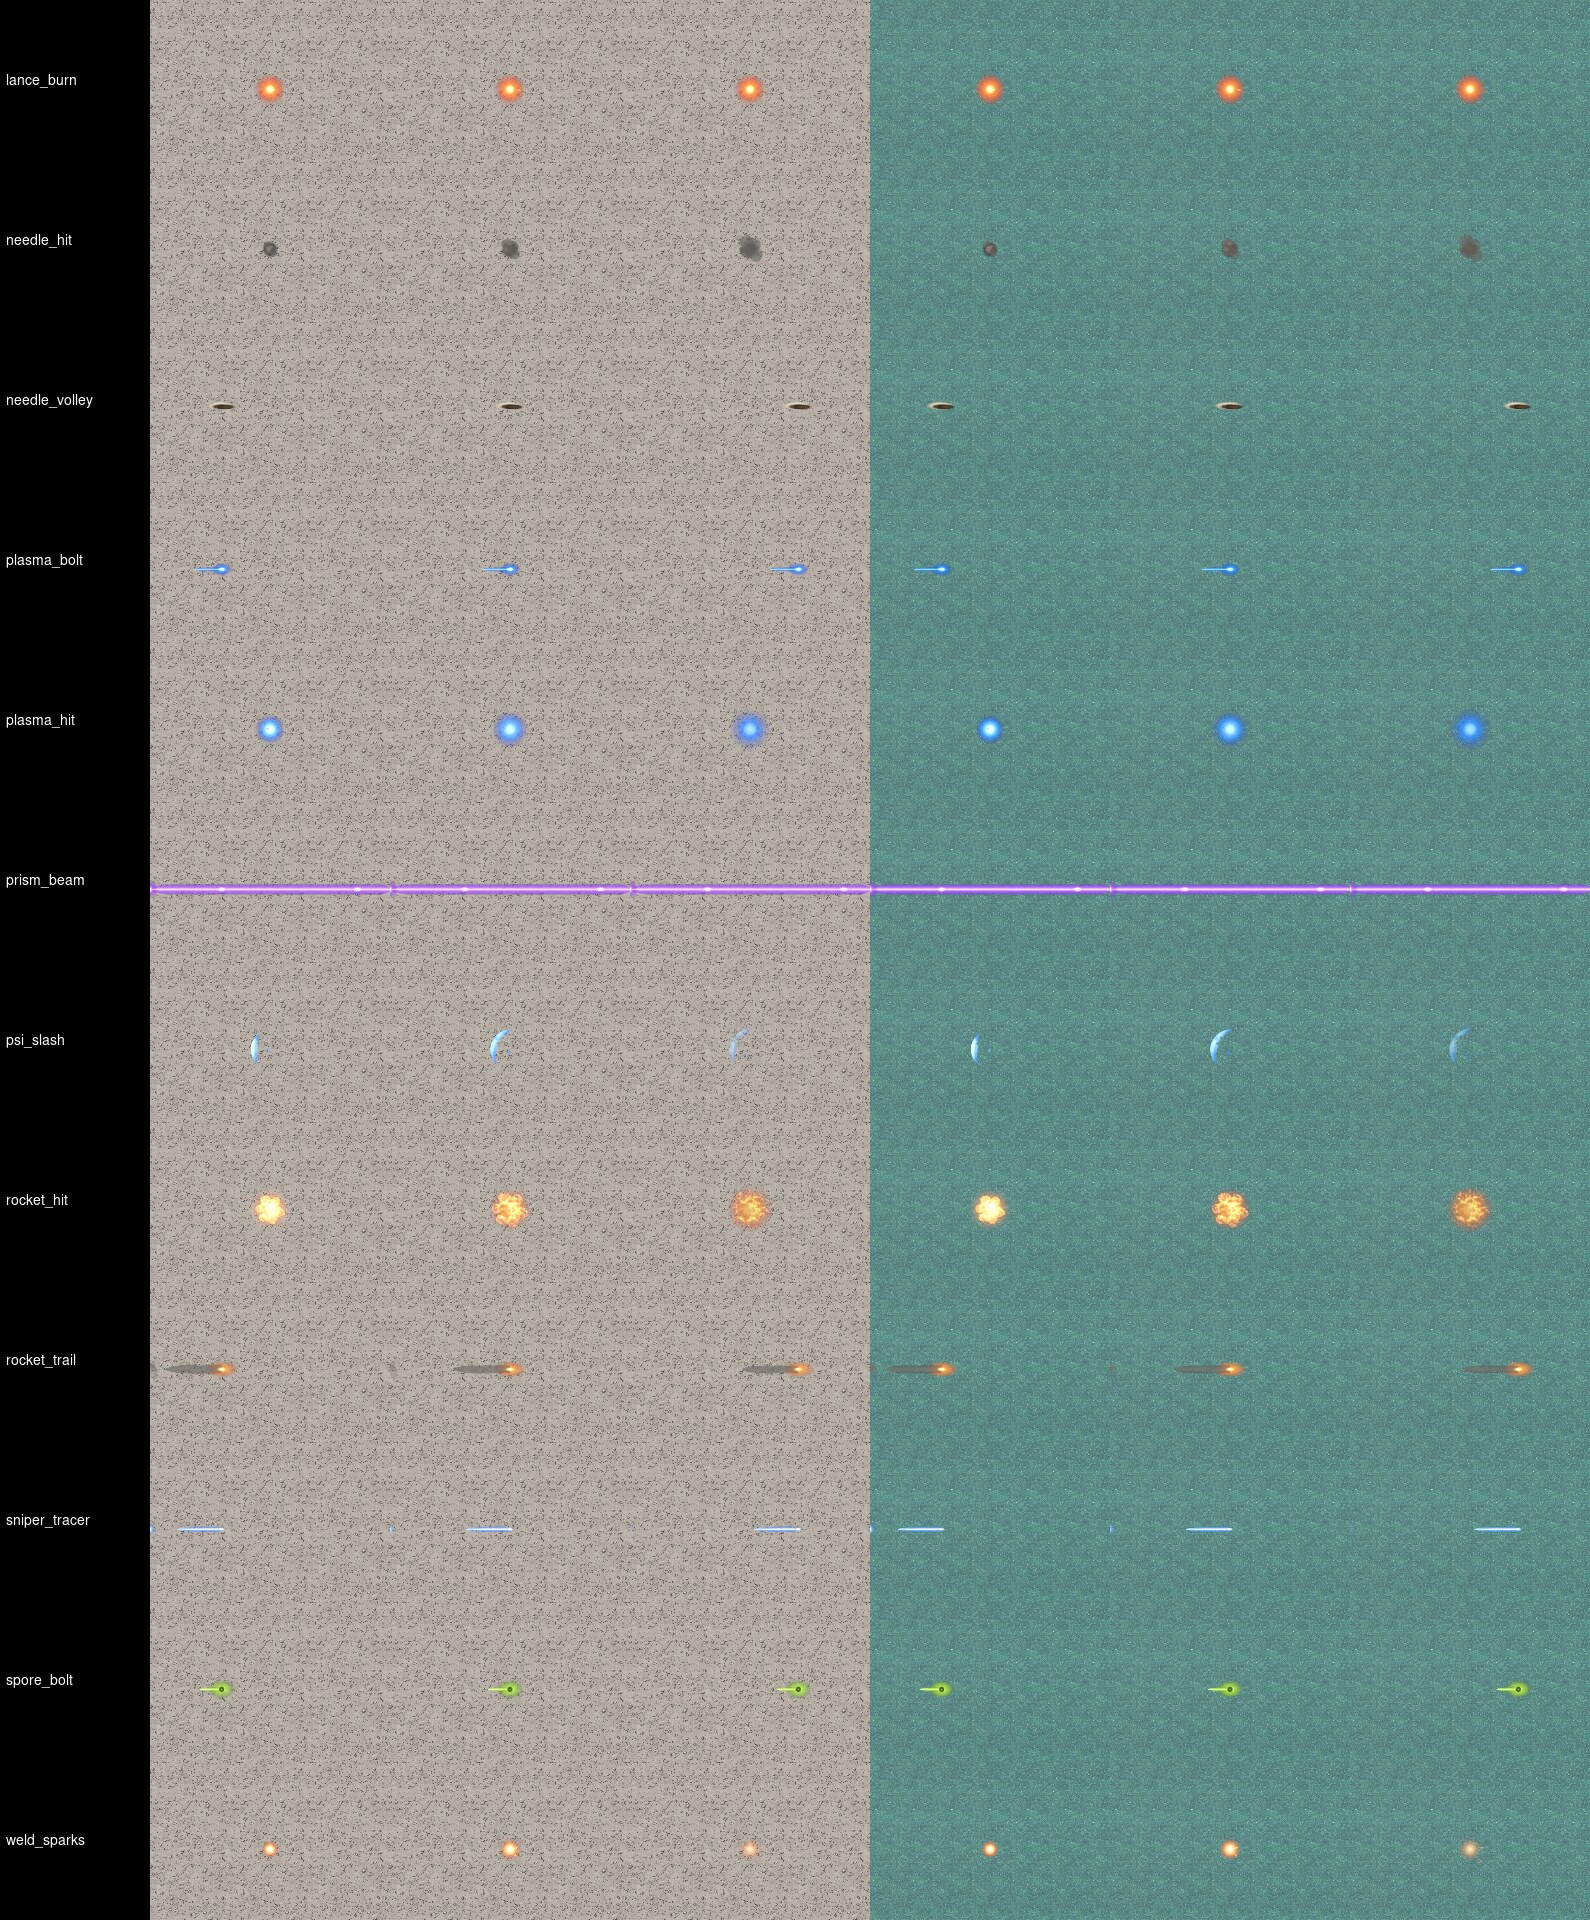 lance_burn
needle_hit
needle_volley
plasma_bolt
plasma_hit
prism_beam
psi_slash
rocket_hit
rocket_trail
sniper_tracer
spore_bolt
weld_sparks